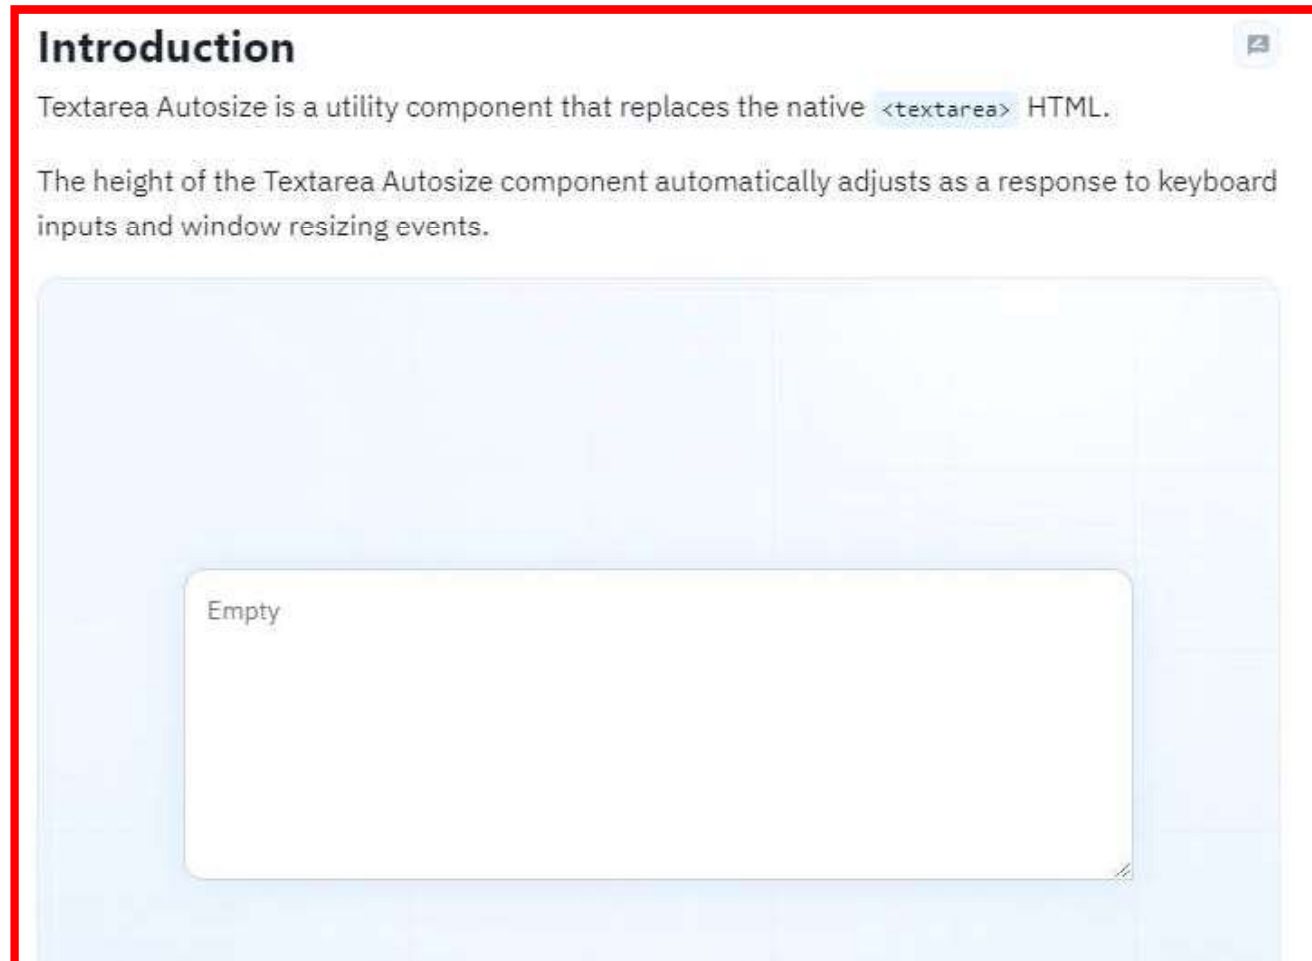 Introduction
Textarea Autosize is a utility component that replaces the native <textarea> HTML.
The height of the Textarea Autosize component automatically adjusts as a response to keyboard
inputs and window resizing events.
Empty